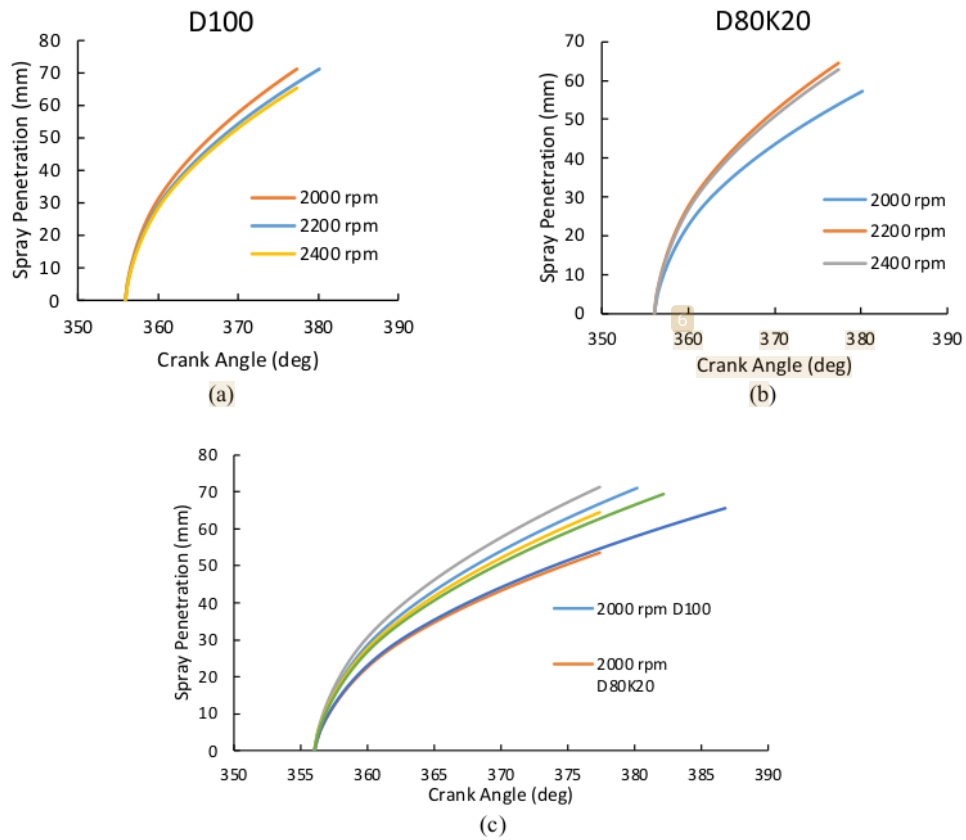 D100
80
70
60
50
40
30
20
10
0
Spray Penetration (mm)
2000 rpm
2200 rpm
2400 rpm
350 360 370 380 390
Crank Angle (deg)
(a)
D80K20
70
60
50
40
30
20
10
0
Spray Penetration (mm)
2000 rpm
2200 rpm
2400 rpm
6
350 360 370 380 390
Crank Angle (deg)
(b)
80
70
60
50
40
30
20
10
0
Spray Penetration (mm)
2000 rpm D100
2000 rpm
D80K20
350 355 360 365 370 375 380 385 390
Crank Angle (deg)
(c)